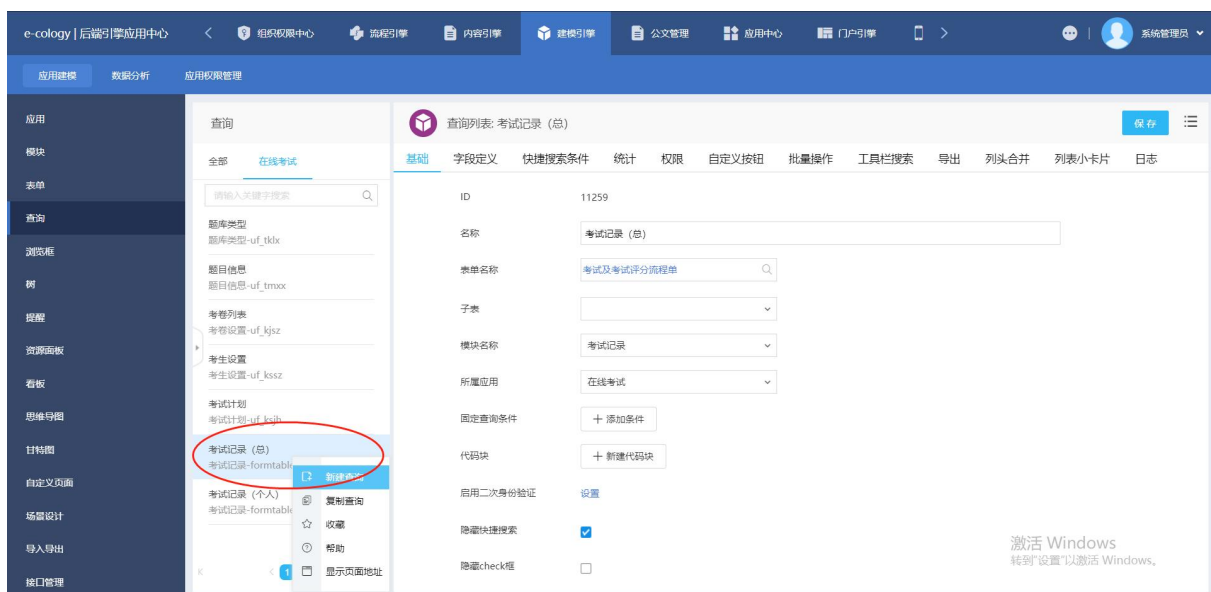 e-cology | 后端引擎应用中心
组织权限中心
流程引擎
内容引擎
建模引擎
公文管理
应用中心
门户引擎
系统管理员
应用建模
数据分析
应用权限管理
应用
模块
表单
查询
浏览框
树
提醒
资源面板
看板
思维导图
甘特图
自定义页面
场景设计
导入导出
接口管理
查询
全部
在线考试
请输入关键字搜索
题库类型
题库类型-uf_tklx
题目信息
题目信息-uf_tmxx
考卷列表
考卷设置-uf_kjsz
考生设置
考生设置-uf_kssz
考试计划
考试计划-uf_ksjh
考试记录（总）
考试记录-formtable
考试记录（个人）
考试记录-formtable
1
新建查询
复制查询
收藏
帮助
显示页面地址
查询列表: 考试记录（总）
保存
基础
字段定义
快捷搜索条件
统计
权限
自定义按钮
批量操作
工具栏搜索
导出
列头合并
列表小卡片
日志
ID
11259
名称
考试记录（总）
表单名称
考试及考试评分流程单
子表
模块名称
考试记录
所属应用
在线考试
固定查询条件
添加条件
代码块
新建代码块
启用二次身份验证
设置
隐藏快捷搜索
隐藏check框
激活 Windows
转到"设置"以激活 Windows。